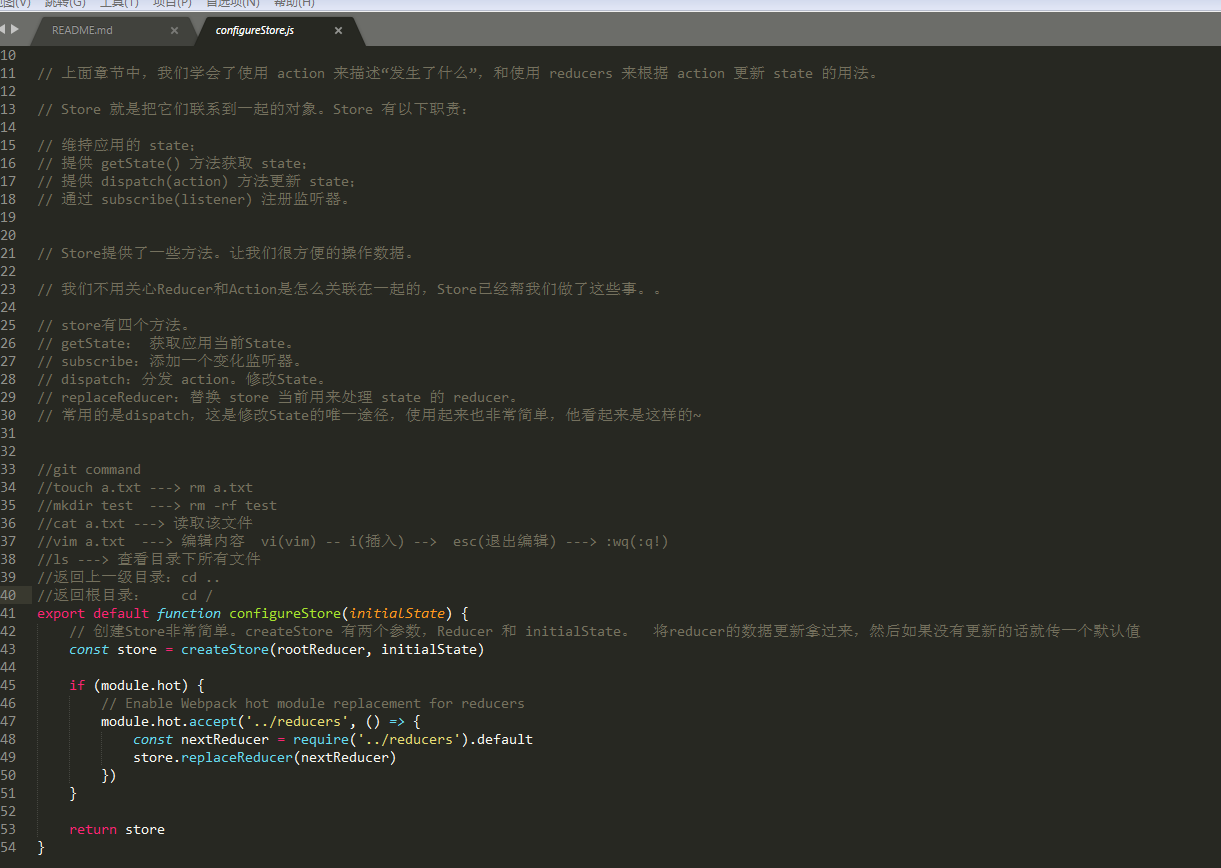 视图(V) 跳转(G) 工具(T) 项目(P) 首选项(N) 帮助(H)
README.md × configureStore.js ×
10
11 // 上面章节中，我们学会了使用 action 来描述“发生了什么”，和使用 reducers 来根据 action 更新 state 的用法。
12
13 // Store 就是把它们联系到一起的对象。Store 有以下职责：
14
15 // 维持应用的 state；
16 // 提供 getState() 方法获取 state；
17 // 提供 dispatch(action) 方法更新 state；
18 // 通过 subscribe(listener) 注册监听器。
19
20
21 // Store提供了一些方法。让我们很方便的操作数据。
22
23 // 我们不用关心Reducer和Action是怎么关联在一起的，Store已经帮我们做了这些事。。
24
25 // store有四个方法。
26 // getState： 获取应用当前State。
27 // subscribe：添加一个变化监听器。
28 // dispatch：分发 action。修改State。
29 // replaceReducer：替换 store 当前用来处理 state 的 reducer。
30 // 常用的是dispatch，这是修改State的唯一途径，使用起来也非常简单，他看起来是这样的~
31
32
33 //git command
34 //touch a.txt ---> rm a.txt
35 //mkdir test  ---> rm -rf test
36 //cat a.txt ---> 读取该文件
37 //vim a.txt  ---> 编辑内容  vi(vim) -- i(插入) -->  esc(退出编辑) ---> :wq(:q!)
38 //ls ---> 查看目录下所有文件
39 //返回上一级目录：cd ..
40 //返回根目录：    cd /
41 export default function configureStore(initialState) {
42     // 创建Store非常简单。createStore 有两个参数，Reducer 和 initialState。  将reducer的数据更新拿过来，然后如果没有更新的话就传一个默认值
43     const store = createStore(rootReducer, initialState)
44
45     if (module.hot) {
46         // Enable Webpack hot module replacement for reducers
47         module.hot.accept('../reducers', () => {
48             const nextReducer = require('../reducers').default
49             store.replaceReducer(nextReducer)
50         })
51     }
52
53     return store
54 }